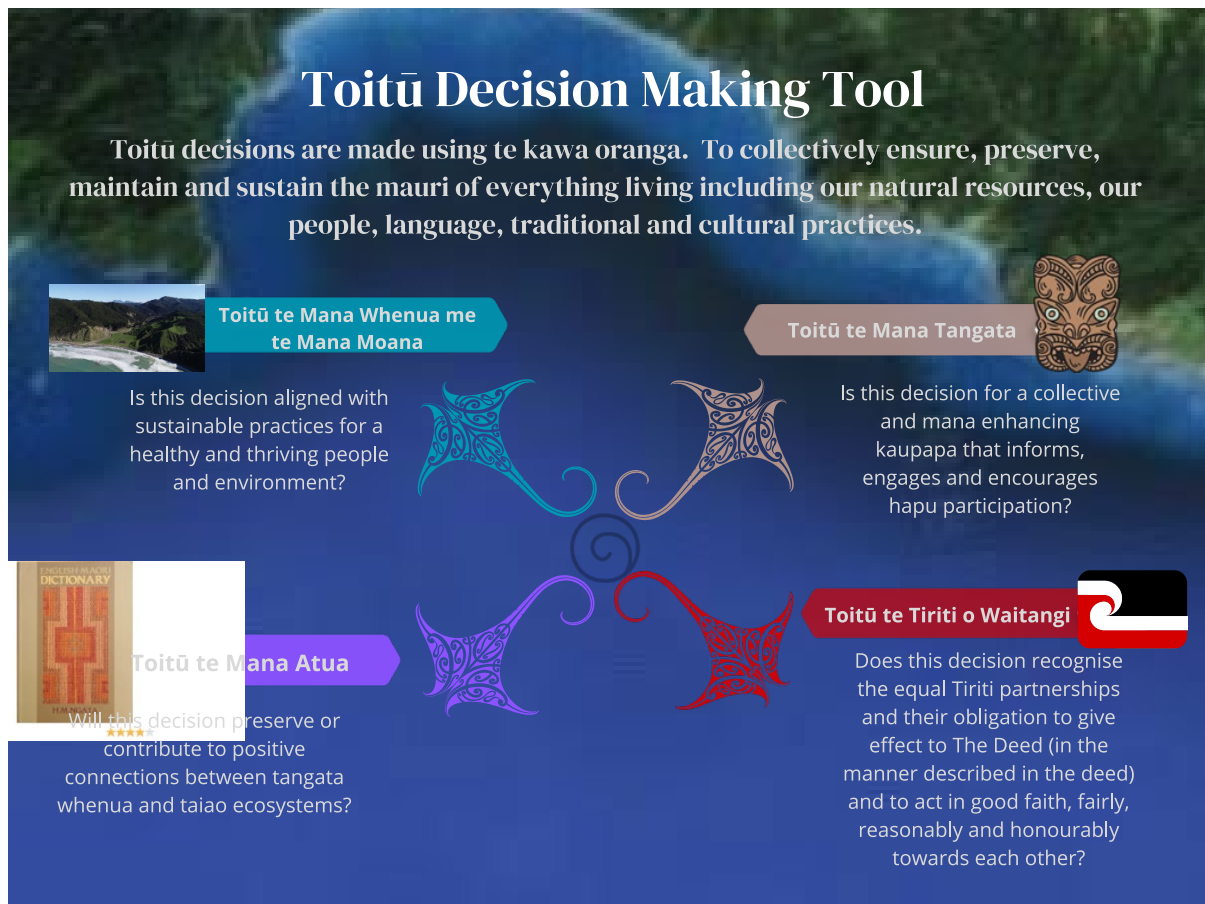 Toitū Decision Making Tool
Toitū decisions are made using te kawa oranga. To collectively ensure, preserve,
maintain and sustain the mauri of everything living including our natural resources, our
people, language, traditional and cultural practices.
Toitū te Mana Whenua me
te Mana Moana
Is this decision aligned with
sustainable practices for a
healthy and thriving people
and environment?
Toitū te Mana Tangata
Is this decision for a collective
and mana enhancing
kaupapa that informs,
engages and encourages
hapu participation?
ENGLISH-MAORI
DICTIONARY
H.M. NGATA
Toitū te Mana Atua
Will this decision preserve or
contribute to positive
connections between tangata
whenua and taiao ecosystems?
Toitū te Tiriti o Waitangi
Does this decision recognise
the equal Tiriti partnerships
and their obligation to give
effect to The Deed (in the
manner described in the deed)
and to act in good faith, fairly,
reasonably and honourably
towards each other?